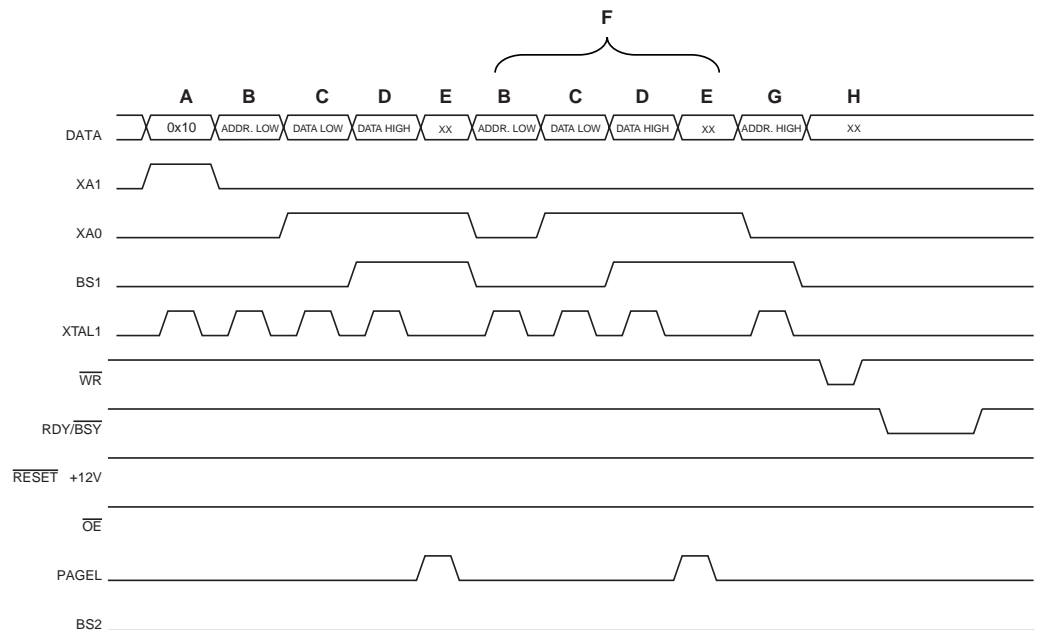 F
A B C D E B C D E G H
DATA 0x10 ADDR. LOW DATA LOW DATA HIGH XX ADDR. LOW DATA LOW DATA HIGH XX ADDR. HIGH XX
XA1
XA0
BS1
XTAL1
WR
RDY/BSY
RESET +12V
OE
PAGEL
BS2